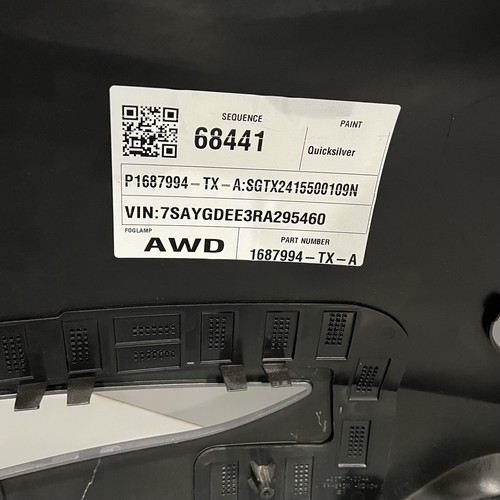 SEQUENCE
68441
PAINT
Quicksilver
P1687994-TX-A:SGTX2415500109N
VIN:7SAYGDEE3RA295460
FOGLAMP
AWD
PART NUMBER
1687994-TX-A